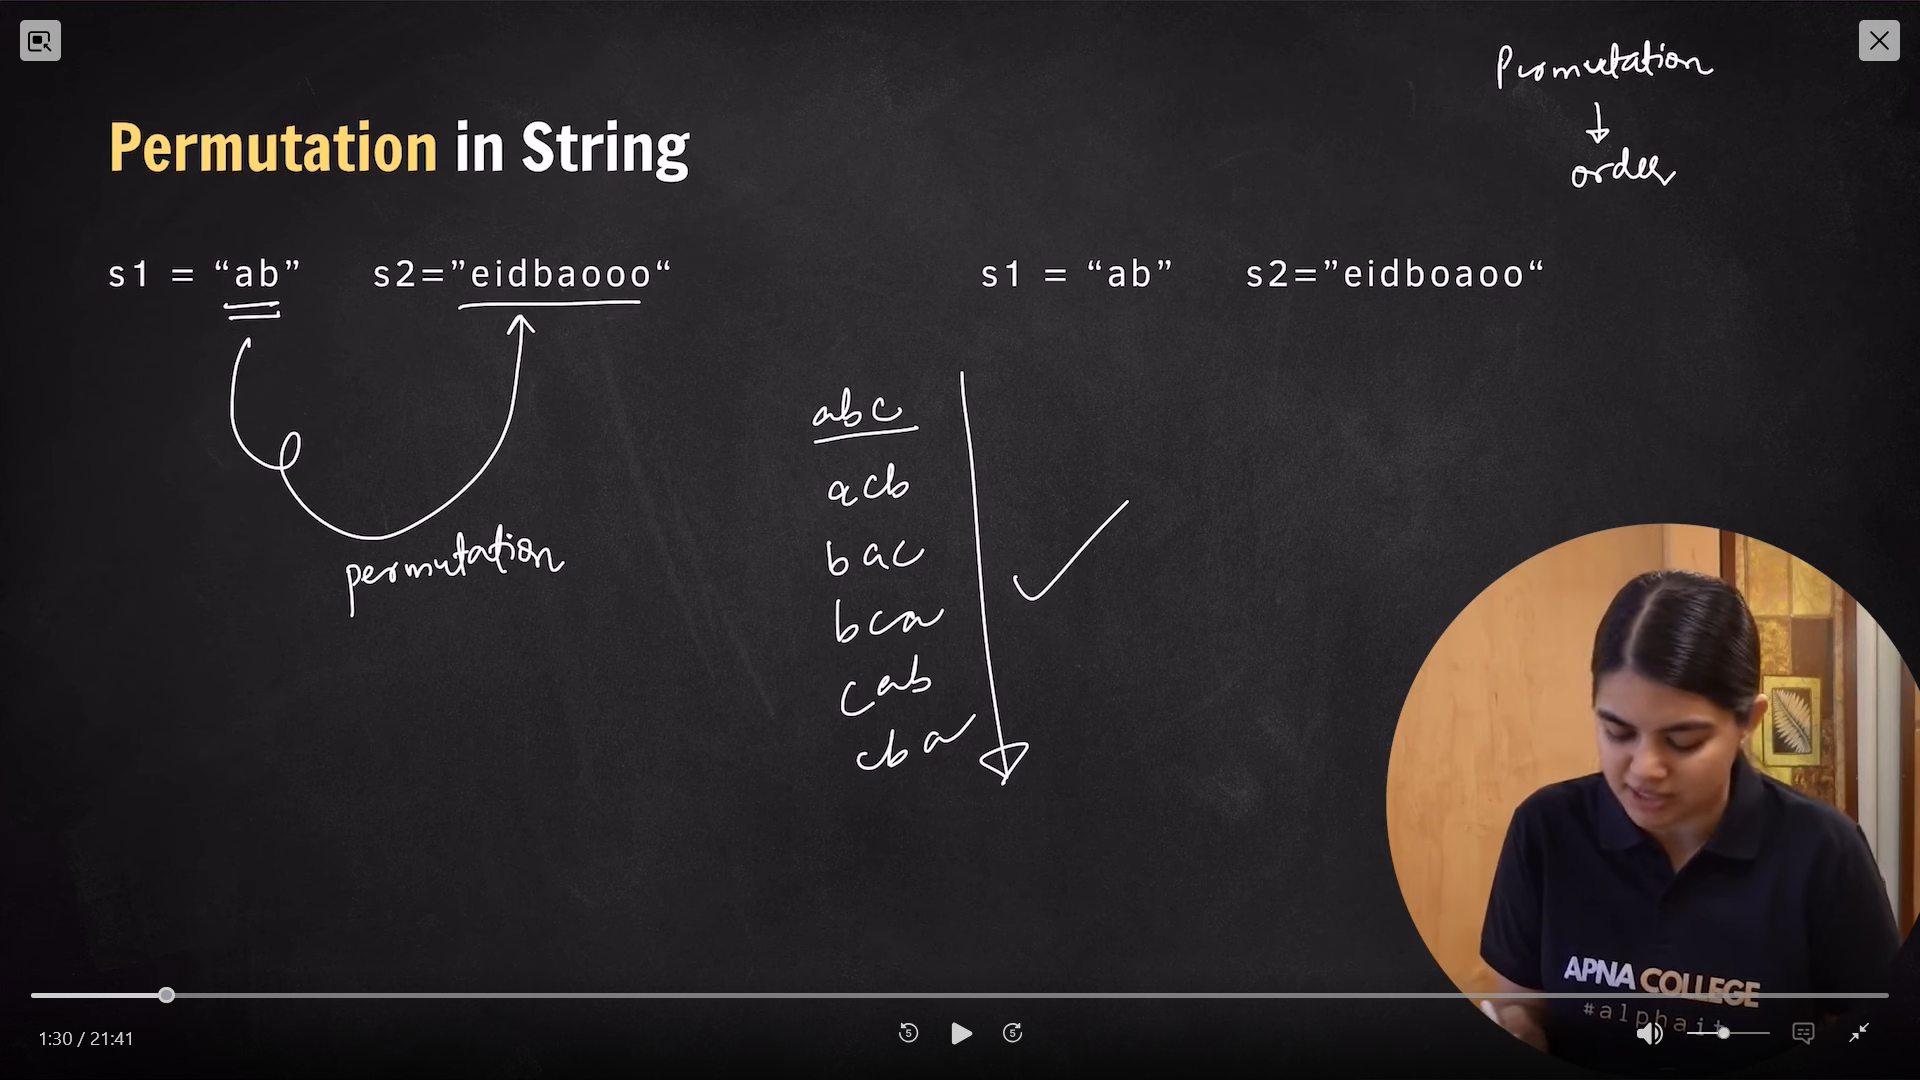 Permutation
↓
order
Permutation in String
s1 = “ab” s2=”eidbaooo“
s1 = “ab” s2=”eidboaoo“
abc
acb
bac
bca
cab
cba
permutation
APNA COLLEGE
#alphait
1:30 / 21:41
5
5